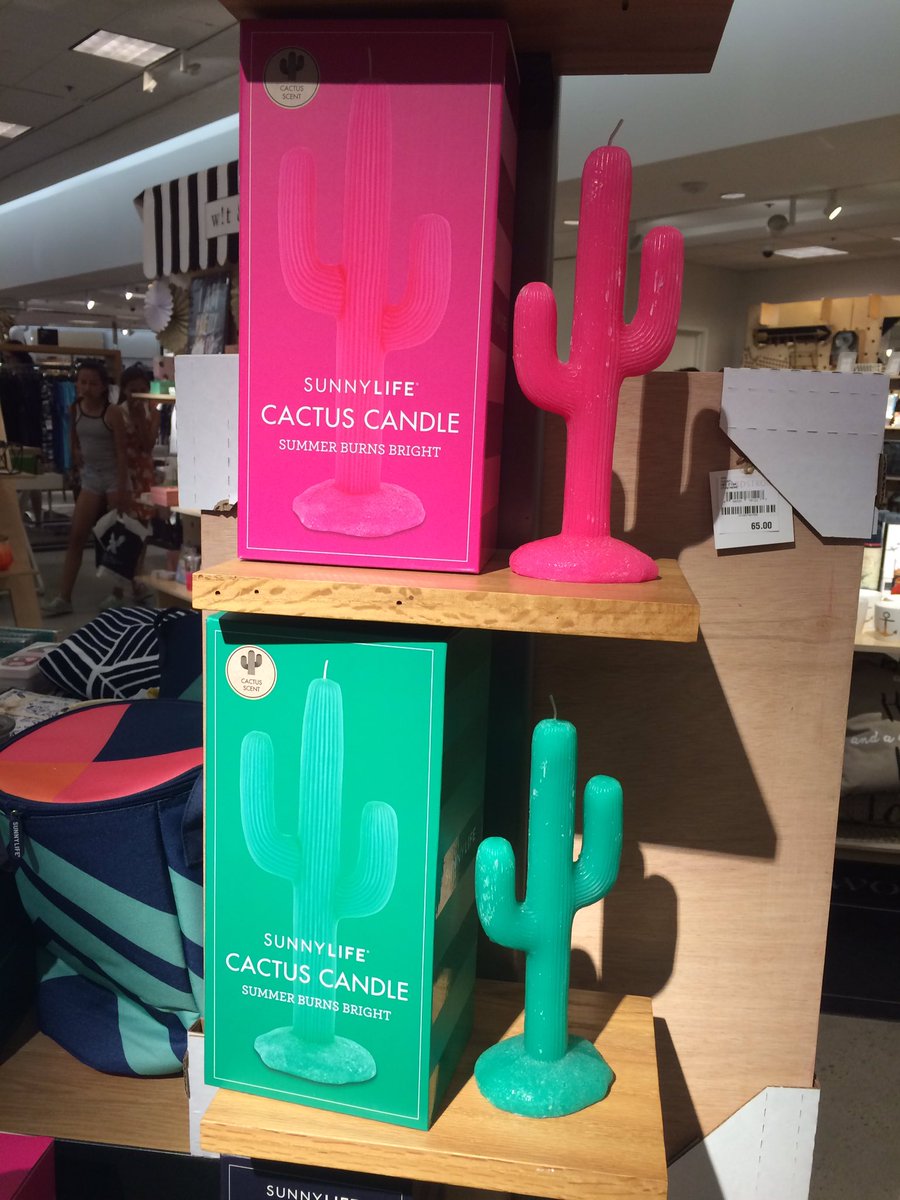 CACTUS
SCENT
SUNNYLIFE®
CACTUS CANDLE
SUMMER BURNS BRIGHT
w!t &
65.00
CACTUS
SCENT
SUNNYLIFE®
CACTUS CANDLE
SUMMER BURNS BRIGHT
SUNNYLIFE
and a
SUNNYLIFE